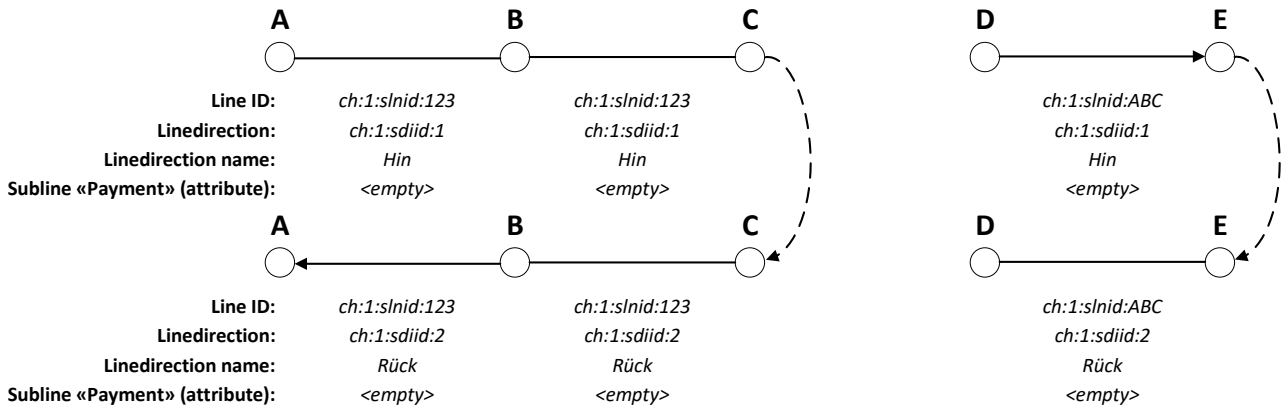 A B C D E
Line ID: ch:1:slnid:123 ch:1:slnid:123 ch:1:slnid:ABC
Linedirection: ch:1:sdiid:1 ch:1:sdiid:1 ch:1:sdiid:1
Linedirection name: Hin Hin Hin
Subline «Payment» (attribute): <empty> <empty> <empty>
A B C D E
Line ID: ch:1:slnid:123 ch:1:slnid:123 ch:1:slnid:ABC
Linedirection: ch:1:sdiid:2 ch:1:sdiid:2 ch:1:sdiid:2
Linedirection name: Rück Rück Rück
Subline «Payment» (attribute): <empty> <empty> <empty>